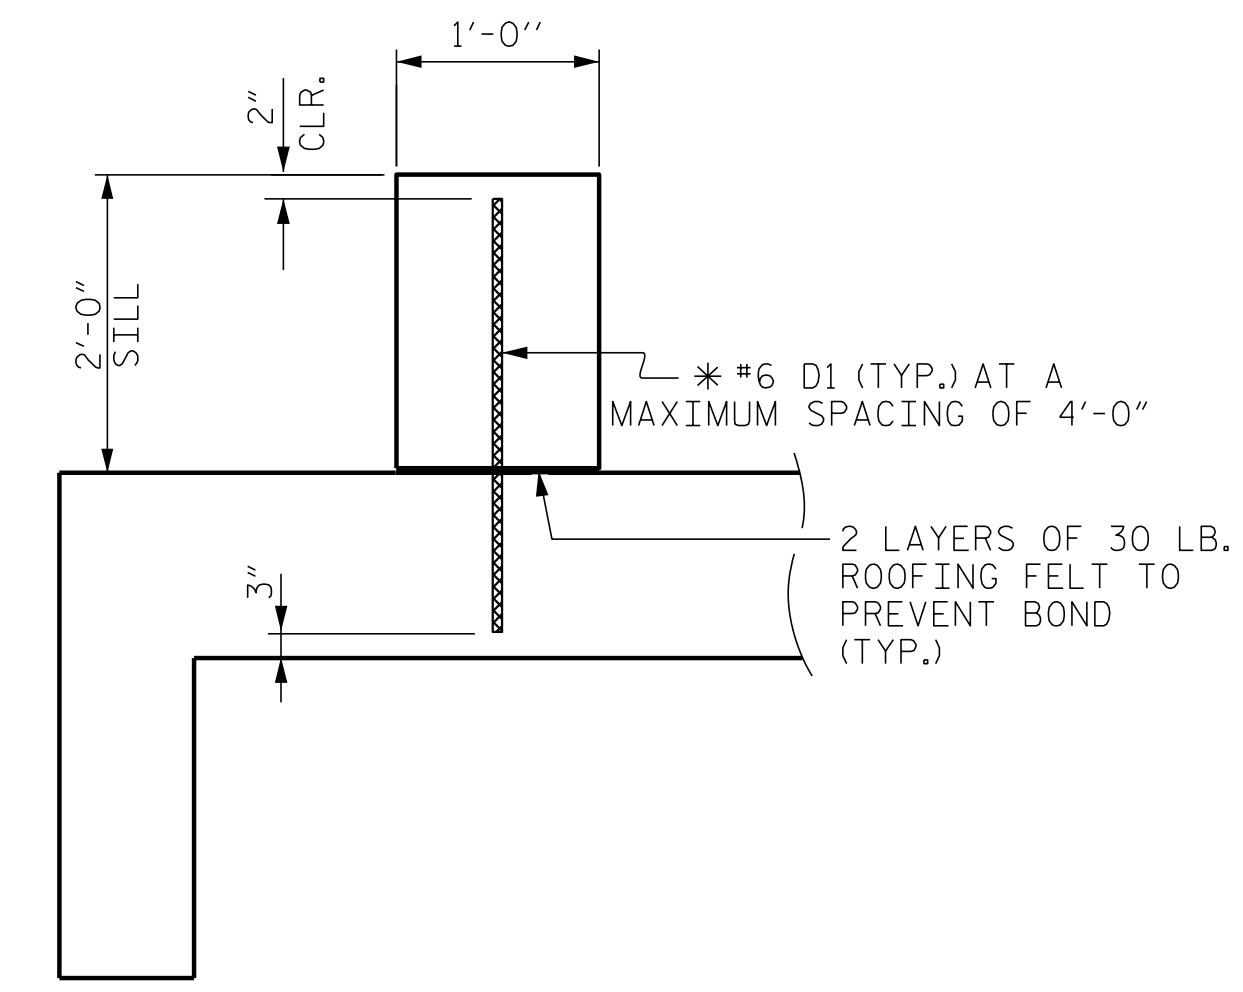 1'-0''
2"
CLR.
2'-0"
SILL
* #6 D1 (TYP.) AT A
MAXIMUM SPACING OF 4'-0"
2 LAYERS OF 30 LB.
ROOFING FELT TO
PREVENT BOND
(TYP.)
3"